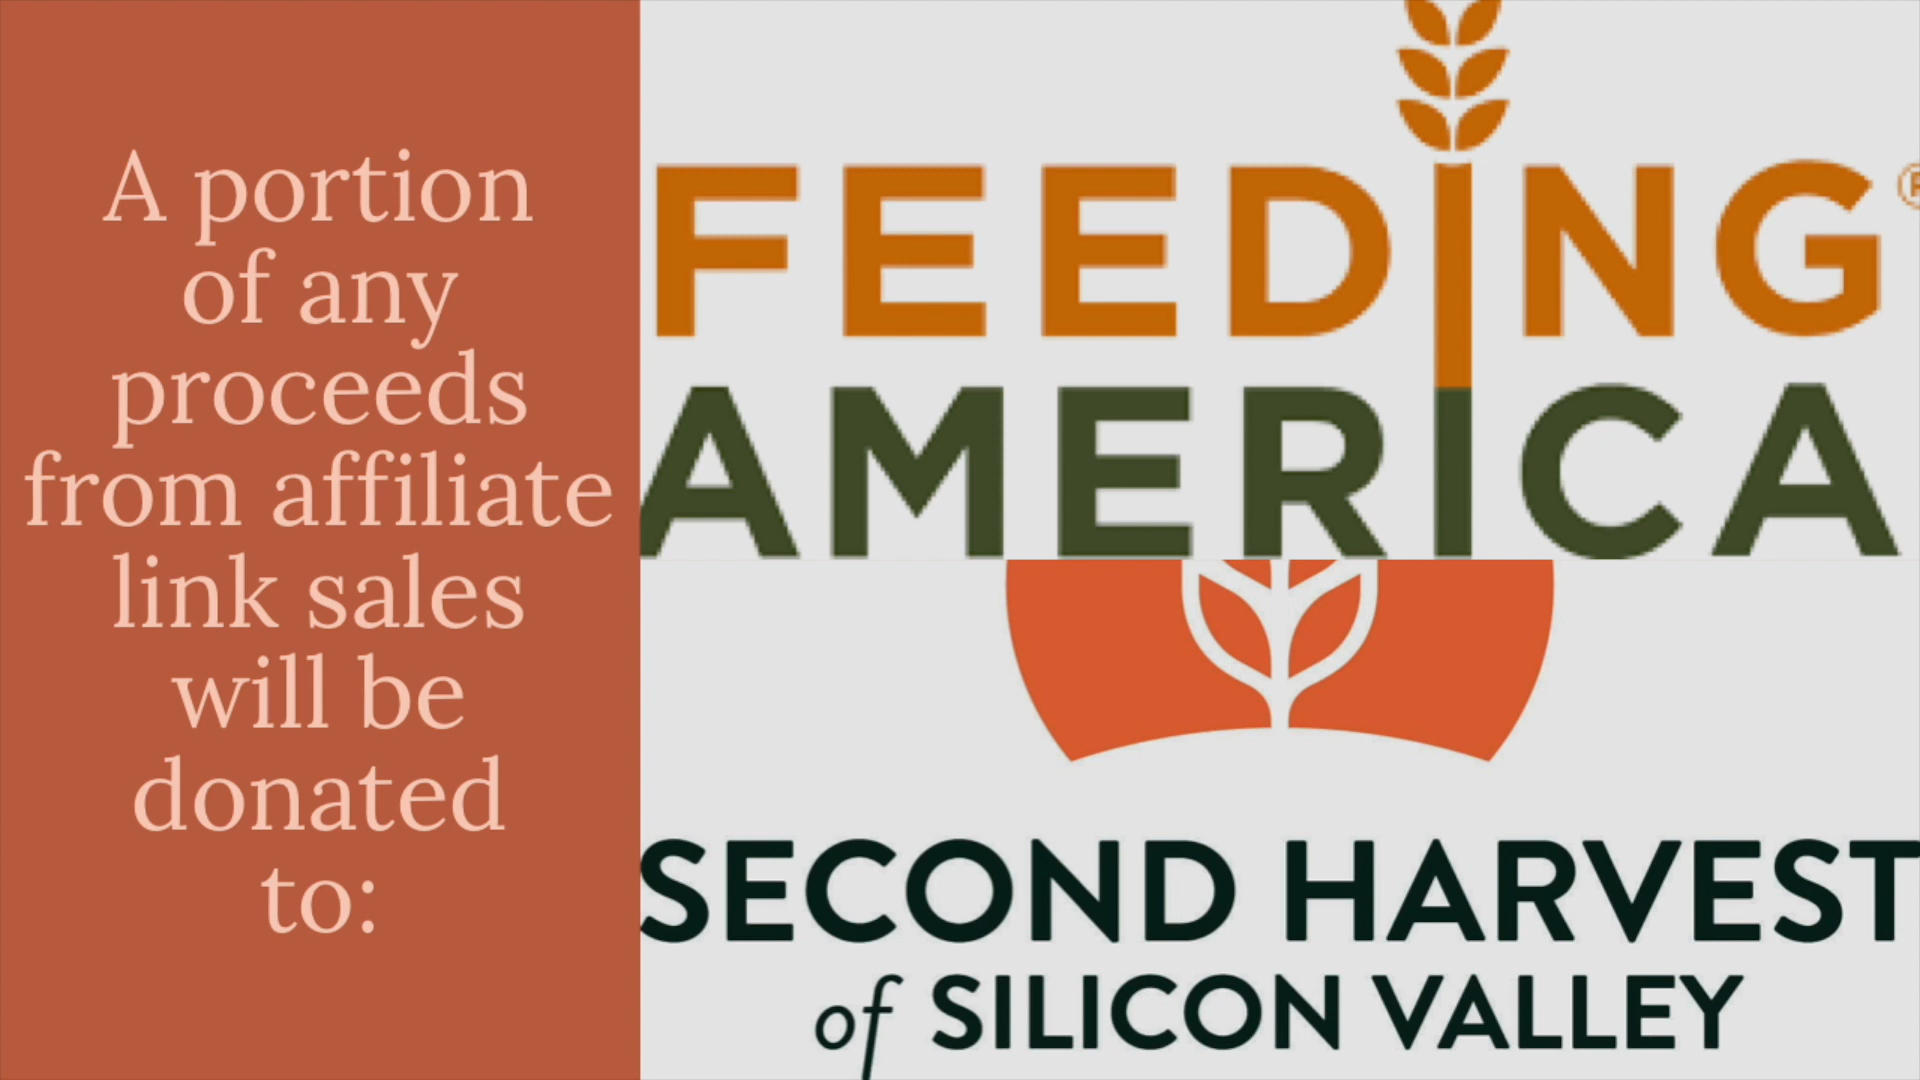 A portion
of any
proceeds
from affiliate
link sales
will be
donated
to:
FEEDING®
AMERICA
SECOND HARVEST
of SILICON VALLEY